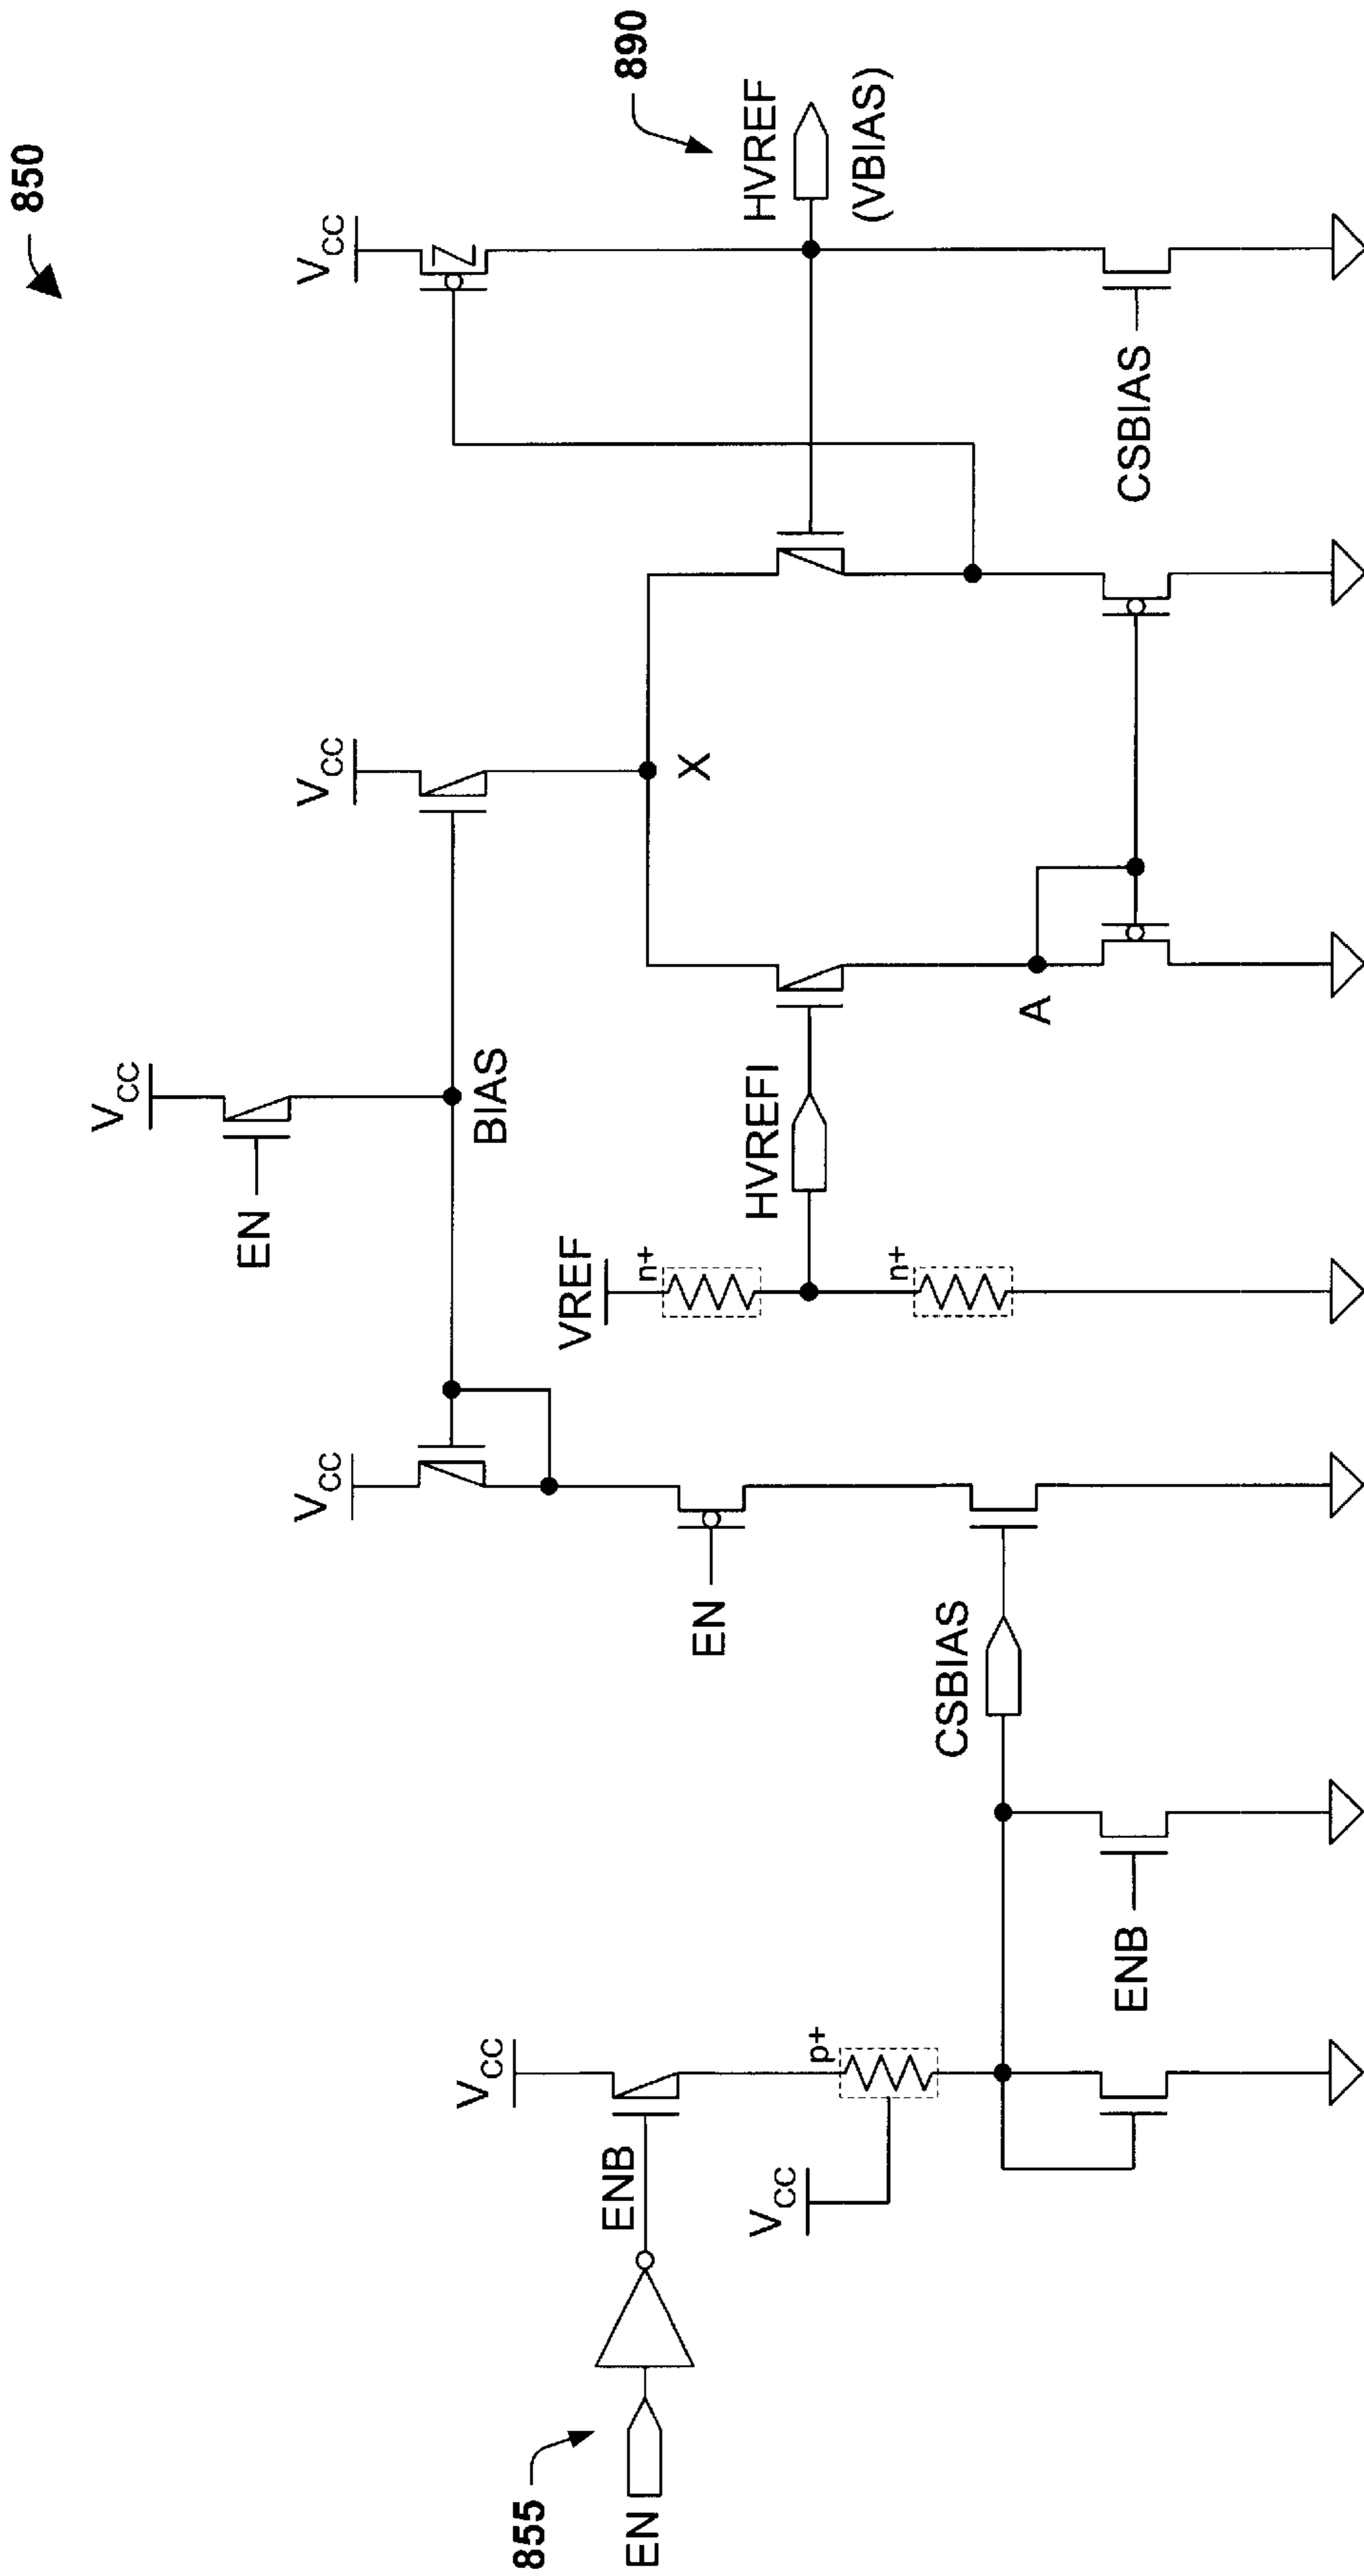 850
VCC
EN
VCC
VCC
VCC
Z
VCC
BIAS
855
VREF
ENB
890
EN
n+
EN
X
VCC
HVREFI
HVREF
p+
(VBIAS)
n+
CSBIAS
A
ENB
CSBIAS